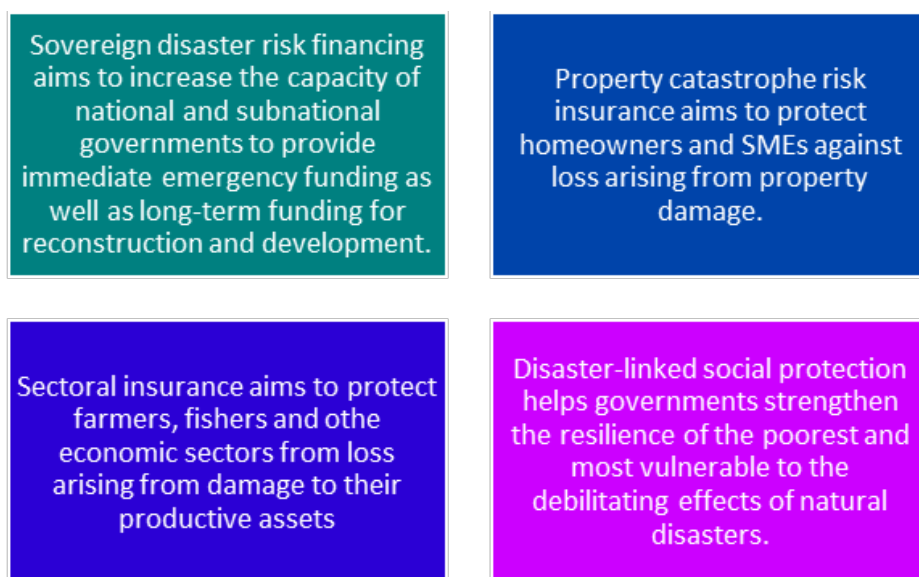 Sovereign disaster risk financing
aims to increase the capacity of
national and subnational
governments to provide
immediate emergency funding as
well as long-term funding for
reconstruction and development.
Property catastrophe risk
insurance aims to protect
homeowners and SMEs against
loss arising from property
damage.
Sectoral insurance aims to protect
farmers, fishers and othe
economic sectors from loss
arising from damage to their
productive assets
Disaster-linked social protection
helps governments strengthen
the resilience of the poorest and
most vulnerable to the
debilitating effects of natural
disasters.